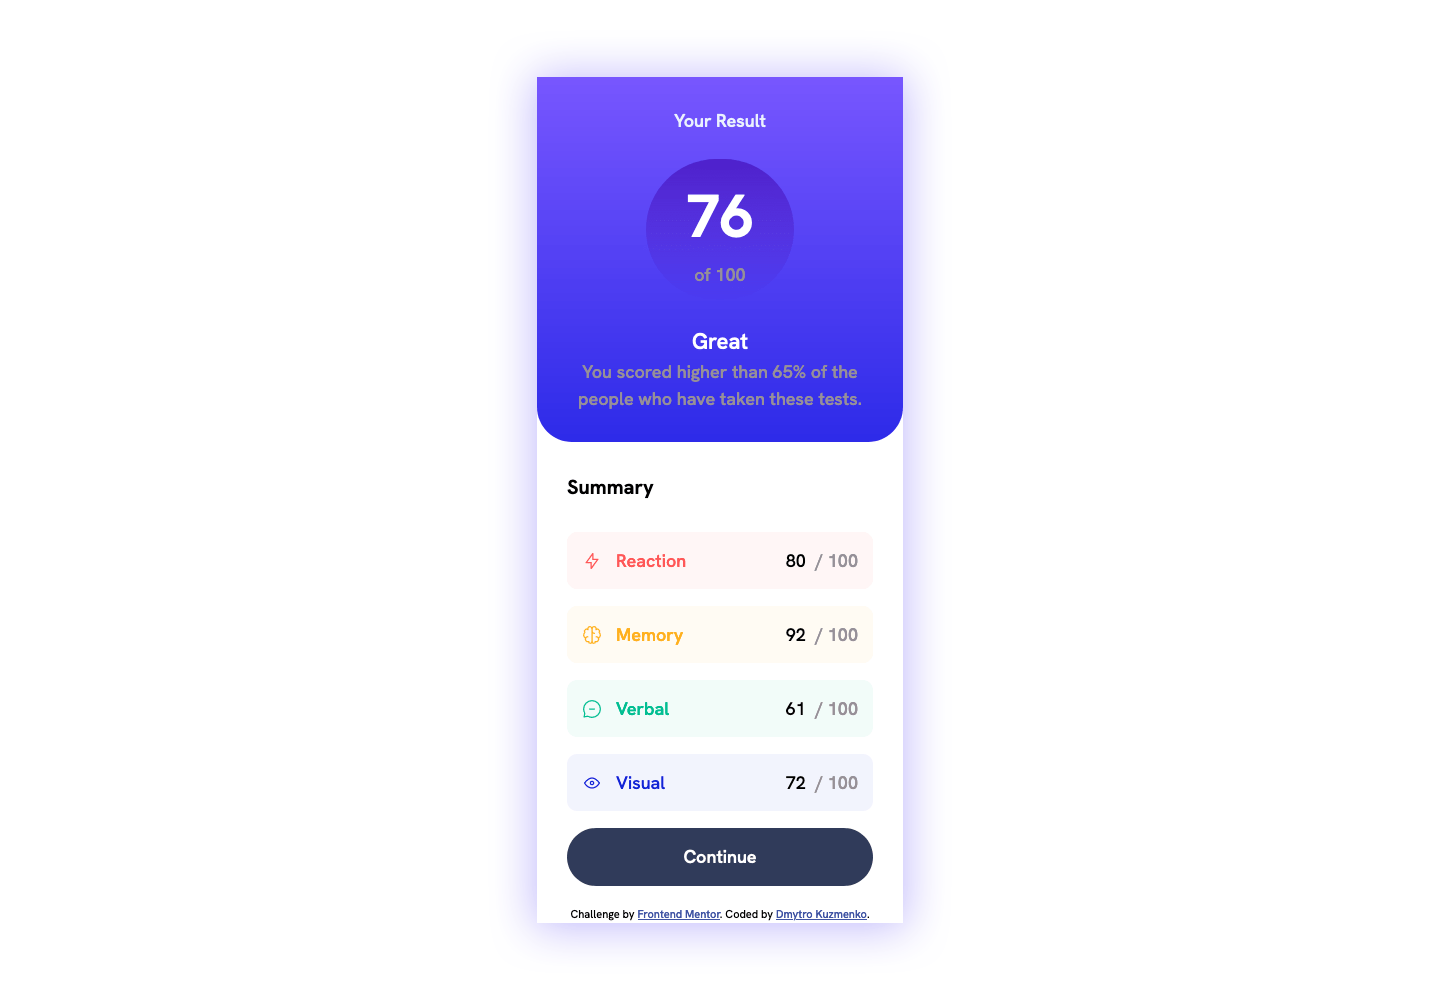 Your Result
76
of 100
Great
You scored higher than 65% of the
people who have taken these tests.
Summary
Reaction 80 / 100
Memory 92 / 100
Verbal 61 / 100
Visual 72 / 100
Continue
Challenge by Frontend Mentor. Coded by Dmytro Kuzmenko.